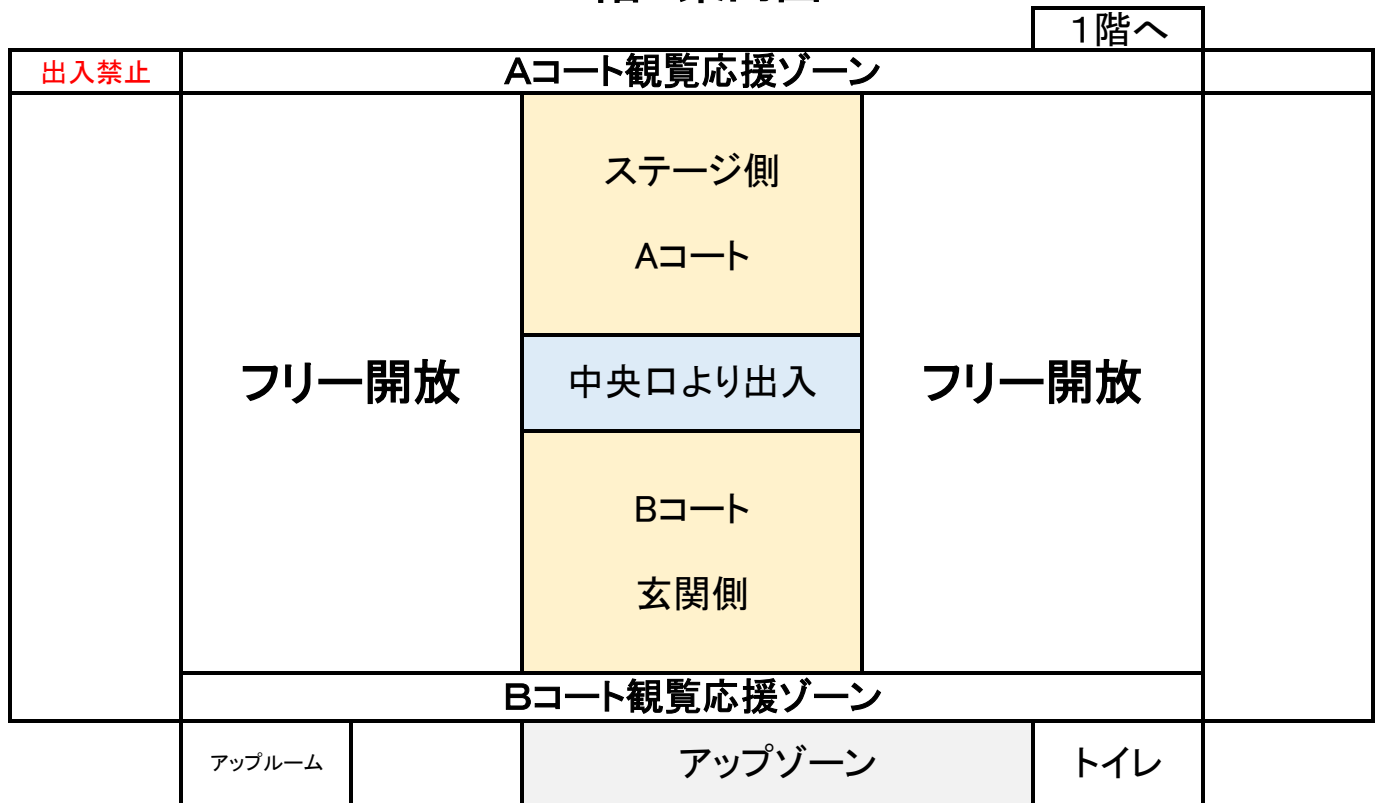 1階へ
出入禁止
Aコート観覧応援ゾーン
ステージ側
Aコート
フリー開放
中央口より出入
フリー開放
Bコート
玄関側
Bコート観覧応援ゾーン
アップルーム
アップゾーン
トイレ